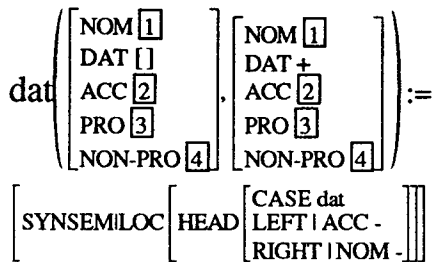 dat([NOM [1] DAT [] ACC [2] PRO [3] NON-PRO [4]], [NOM [1] DAT + ACC [2] PRO [3] NON-PRO [4]]) :=
[SYNSEM|LOC [HEAD [CASE dat LEFT | ACC - RIGHT | NOM -]]]